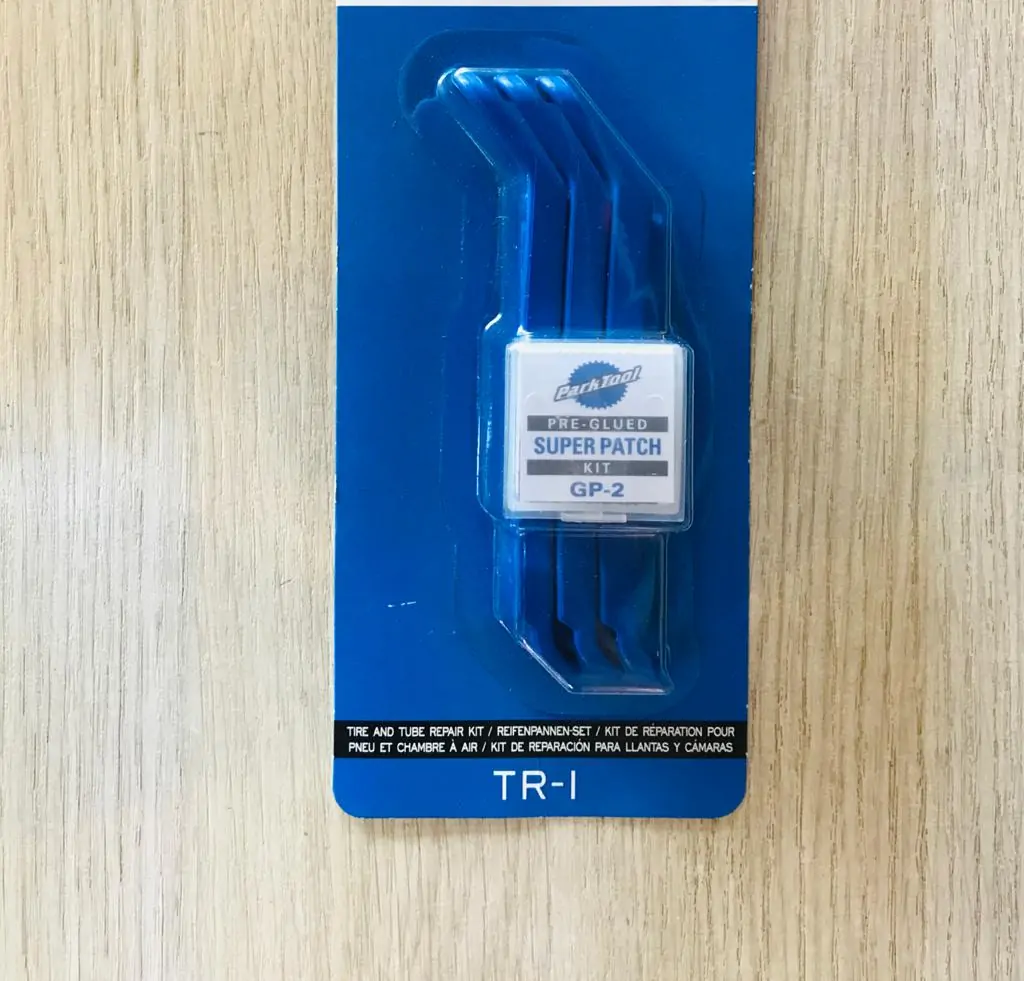 ParkTool
PRE-GLUED
SUPER PATCH
KIT
GP-2
TIRE AND TUBE REPAIR KIT / REIFENPANNEN-SET / KIT DE RÉPARATION POUR
PNEU ET CHAMBRE À AIR / KIT DE REPARACIÓN PARA LLANTAS Y CÁMARAS
TR-1